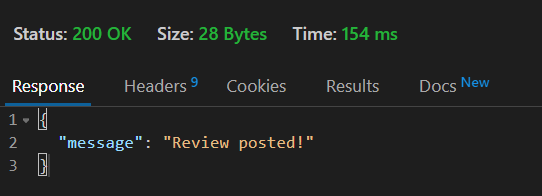 Status: 200 OK Size: 28 Bytes Time: 154 ms
Response Headers 9 Cookies Results Docs New
1 {
2 "message": "Review posted!"
3 }